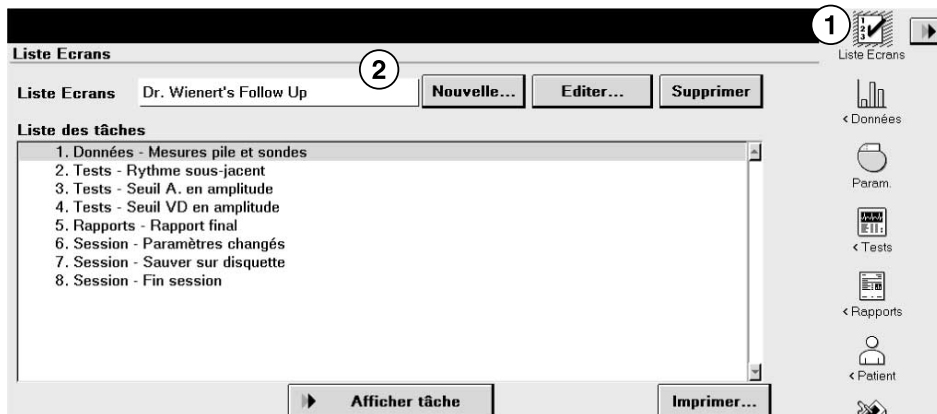 1
Liste Ecrans
Liste Ecrans
2
Liste Ecrans Dr. Wienert's Follow Up Nouvelle... Editer... Supprimer
< Données
Liste des tâches
1. Données - Mesures pile et sondes
2. Tests - Rythme sous-jacent
3. Tests - Seuil A. en amplitude
4. Tests - Seuil VD en amplitude
5. Rapports - Rapport final
6. Session - Paramètres changés
7. Session - Sauver sur disquette
8. Session - Fin session
Param.
< Tests
< Rapports
< Patient
Afficher tâche Imprimer...